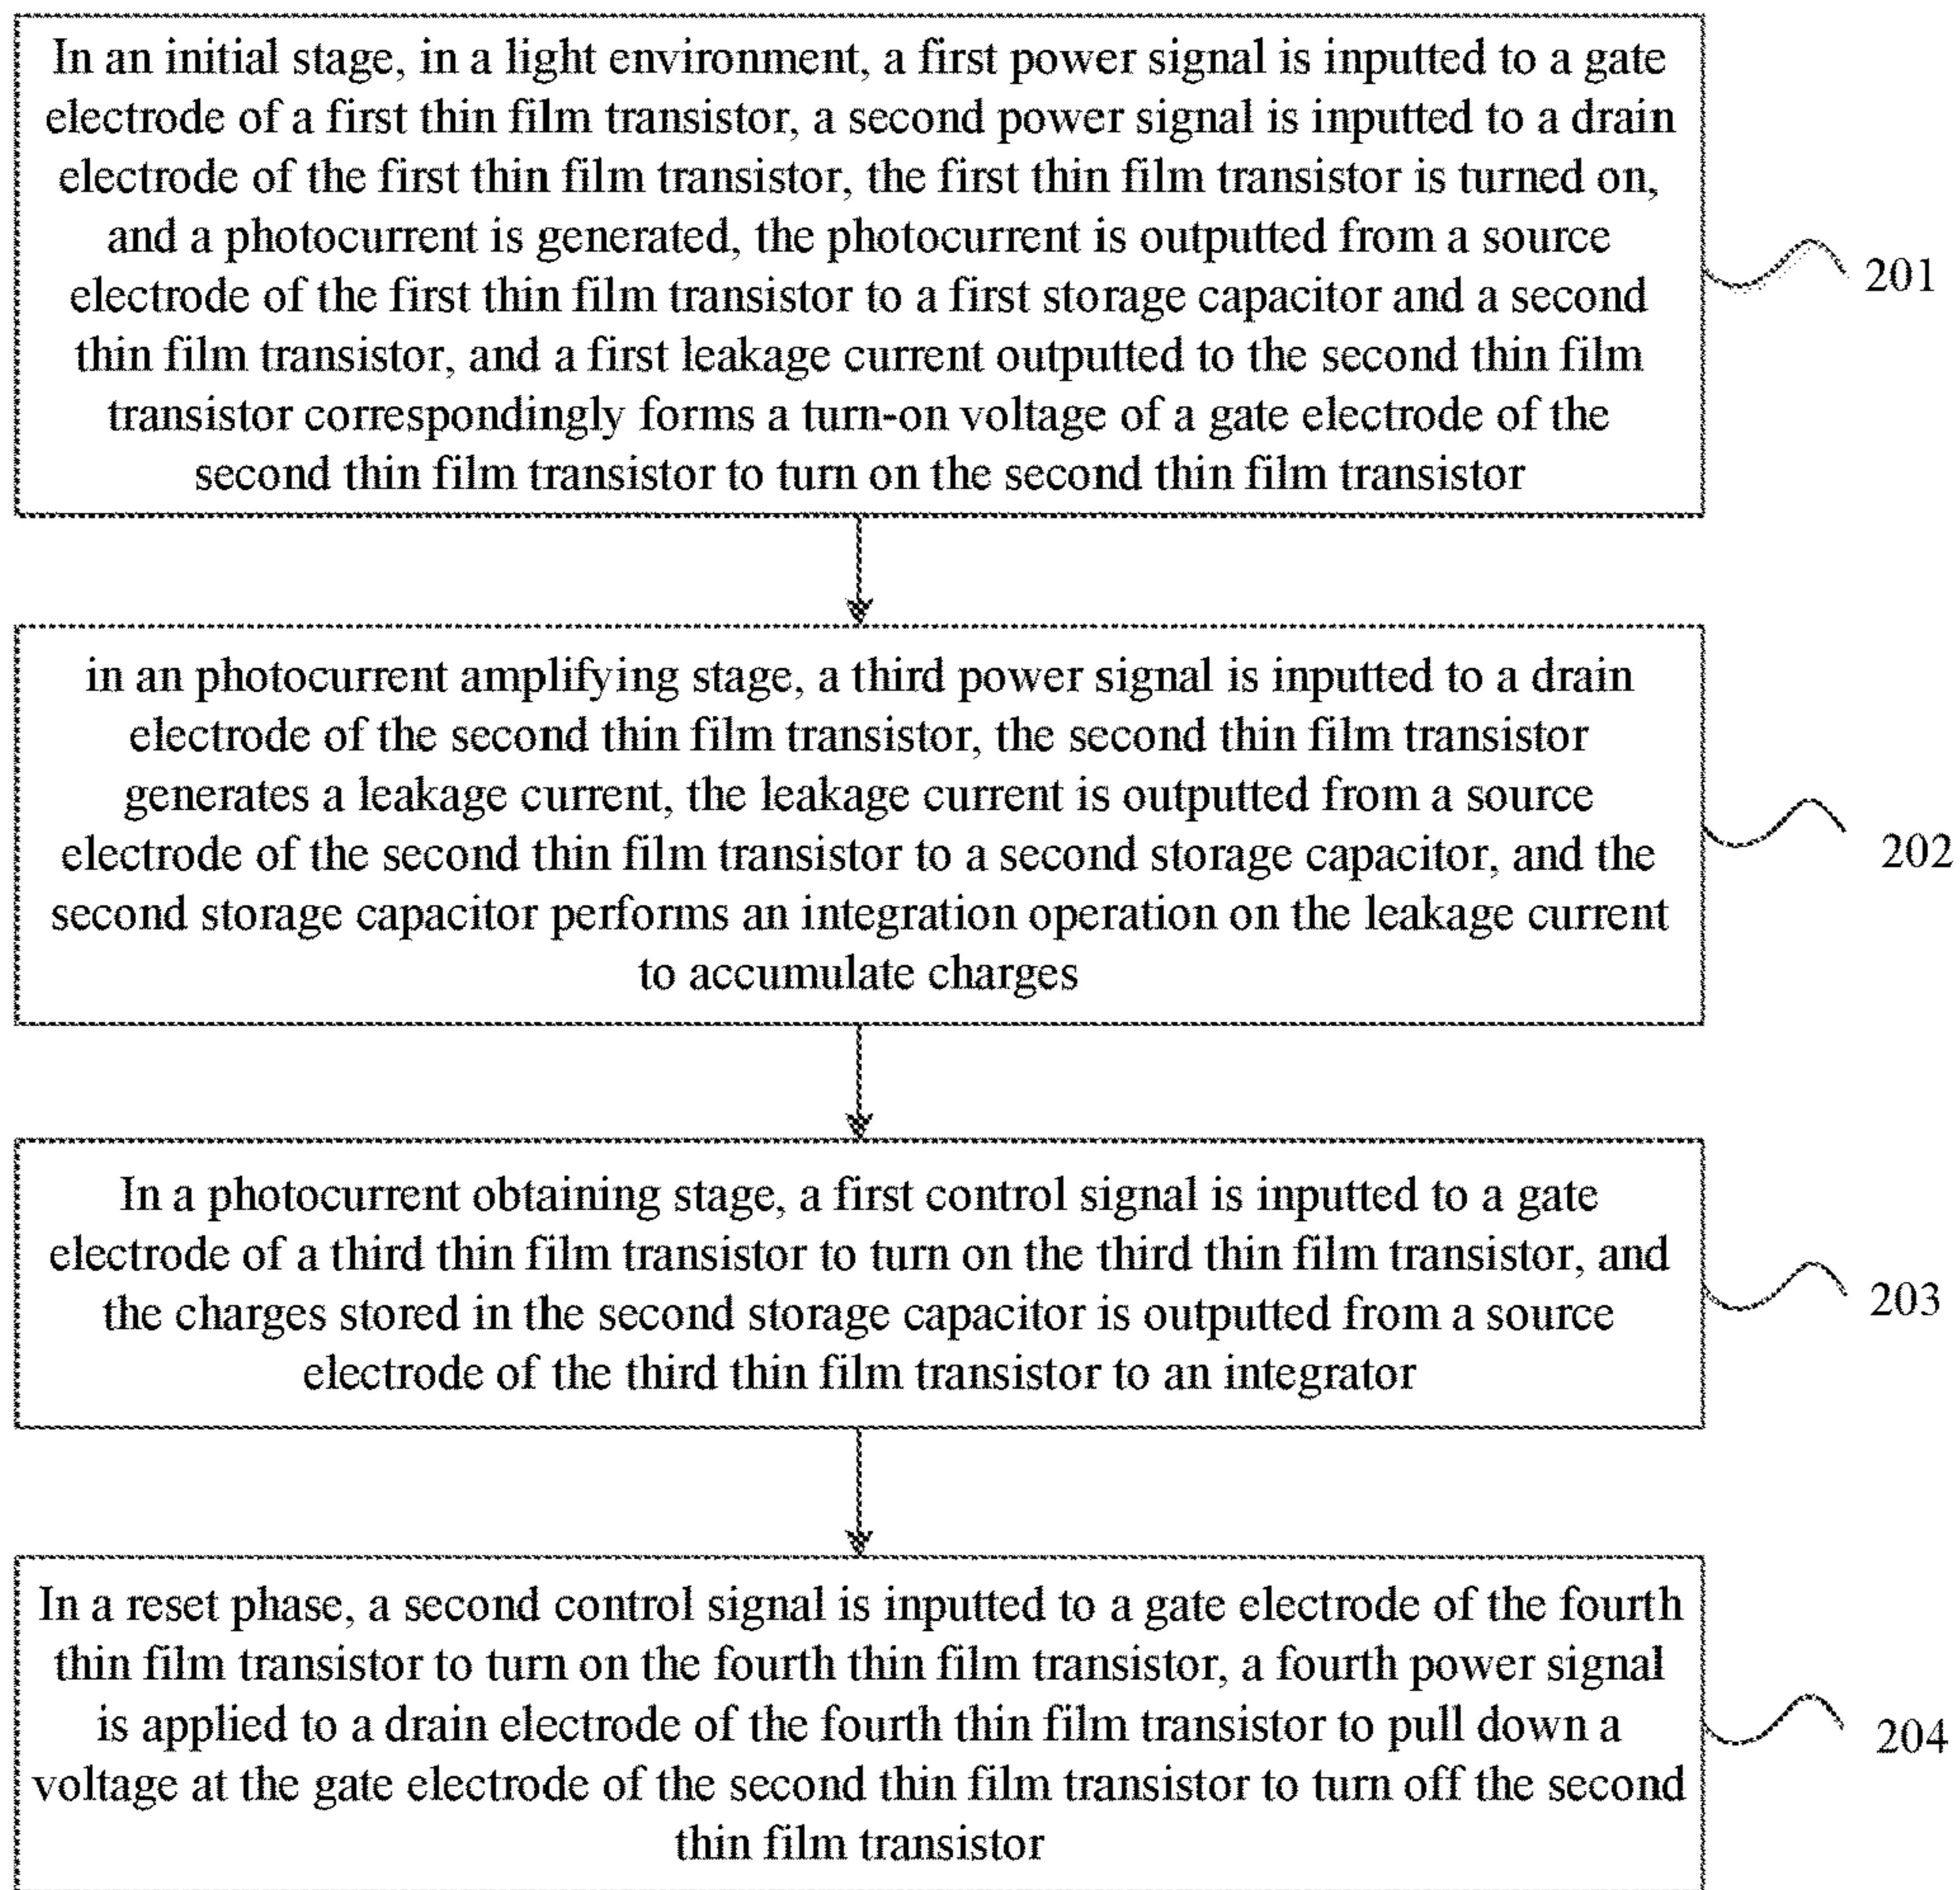 In an initial stage, in a light environment, a first power signal is inputted to a gate
electrode of a first thin film transistor, a second power signal is inputted to a drain
electrode of the first thin film transistor, the first thin film transistor is turned on,
and a photocurrent is generated, the photocurrent is outputted from a source
electrode of the first thin film transistor to a first storage capacitor and a second
thin film transistor, and a first leakage current outputted to the second thin film
transistor correspondingly forms a turn-on voltage of a gate electrode of the
second thin film transistor to turn on the second thin film transistor
201
in an photocurrent amplifying stage, a third power signal is inputted to a drain
electrode of the second thin film transistor, the second thin film transistor
generates a leakage current, the leakage current is outputted from a source
electrode of the second thin film transistor to a second storage capacitor, and the
second storage capacitor performs an integration operation on the leakage current
to accumulate charges
202
In a photocurrent obtaining stage, a first control signal is inputted to a gate
electrode of a third thin film transistor to turn on the third thin film transistor, and
the charges stored in the second storage capacitor is outputted from a source
electrode of the third thin film transistor to an integrator
203
In a reset phase, a second control signal is inputted to a gate electrode of the fourth
thin film transistor to turn on the fourth thin film transistor, a fourth power signal
is applied to a drain electrode of the fourth thin film transistor to pull down a
voltage at the gate electrode of the second thin film transistor to turn off the second
thin film transistor
204